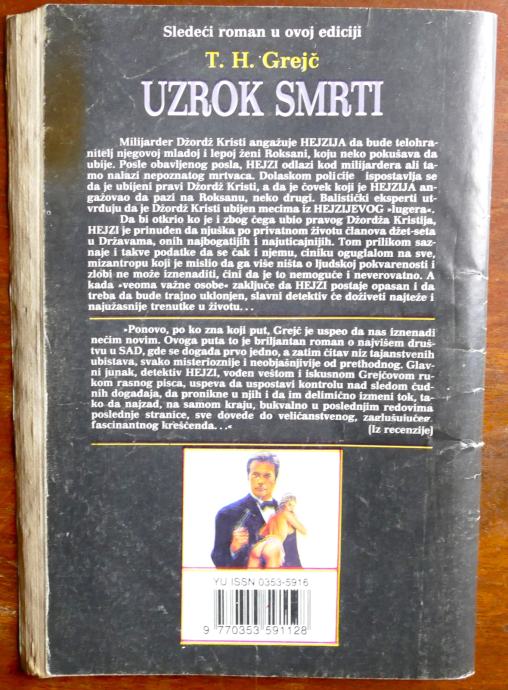 Sledeći roman u ovoj ediciji
T. H. Grejč
UZROK SMRTI
Milijarder Džordž Kristi angažuje HEJZIJA da bude telohra-
nitelj njegovoj mladoj i lepoj ženi Roksani, koju neko pokušava da
ubije. Posle obavljenog posla, HEJZI odlazi kod milijardera ali ta-
mo nalazi nepoznatog mrtvaca. Dolaskom policije ispostavlja se
da je ubijeni pravi Džordž Kristi, a da je čovek koji je HEJZIJA an-
gažovao da pazi na Roksanu, neko drugi. Balistički eksperti ut-
vrđuju da je Džordž Kristi ubijen mecima iz HEJZIJEVOG »lugera«.
Da bi otkrio ko je i zbog čega ubio pravog Džordža Kristija,
HEJZI je prinuđen da njuška po privatnom životu članova džet-seta
u Državama, onih najbogatijih i najuticajnijih. Tom prilikom saz-
naje i takve podatke da se čak i njemu, ciniku oguglalom na sve,
mizantropu koji je mislio da ga više ništa o ljudskoj pokvarenosti i
zlobi ne može iznenaditi, čini da je to nemoguće i neverovatno. A
kada »veoma važne osobe« zaključe da HEJZI postaje opasan i da
treba da bude trajno uklonjen, slavni detektiv će doživeti najteže i
najužasnije trenutke u životu...
»Ponovo, po ko zna koji put, Grejč je uspeo da nas iznenadi
nečim novim. Ovoga puta to je briljantan roman o najvišem druš-
tvu u SAD, gde se događa prvo jedno, a zatim čitav niz tajanstvenih
ubistava, svako misterioznije i neobjašnjivije od prethodnog. Glav-
ni junak, detektiv HEJZI, vođen veštom i iskusnom Grejčovom ru-
kom rasnog pisca, uspeva da uspostavi kontrolu nad sledom čud-
nih događaja, da pronikne u njih i da im delimično izmeni tok, ta-
ko da najzad, na samom kraju, bukvalno u poslednjim redovima
poslednje stranice, sve dovede do veličanstvenog, zaglušujućeg,
fascinantnog krešćenda...«
(Iz recenzije)
YU ISSN 0353-5916
9 770353 591128